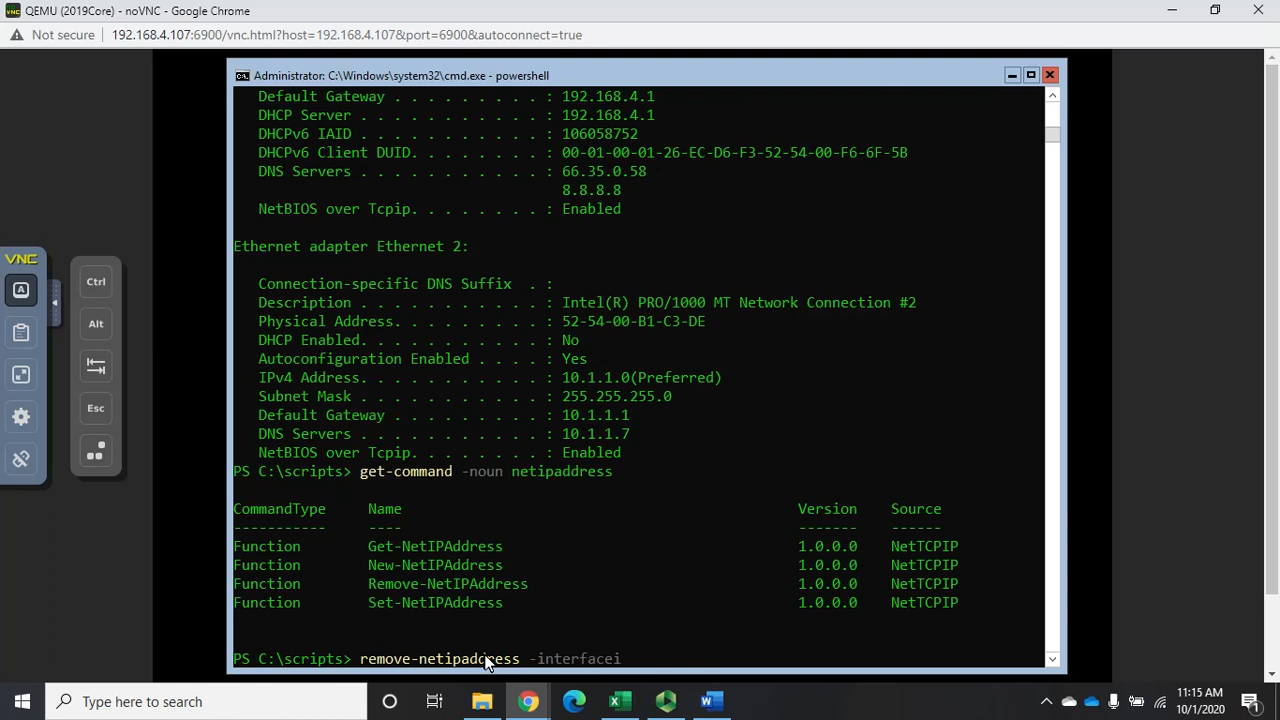 QEMU (2019Core) - noVNC - Google Chrome
Not secure 192.168.4.107:6900/vnc.html?host=192.168.4.107&port=6900&autoconnect=true
Administrator: C:\Windows\system32\cmd.exe - powershell
Default Gateway . . . . . . . . . : 192.168.4.1
DHCP Server . . . . . . . . . . . : 192.168.4.1
DHCPv6 IAID . . . . . . . . . . . : 106058752
DHCPv6 Client DUID. . . . . . . . : 00-01-00-01-26-EC-D6-F3-52-54-00-F6-6F-5B
DNS Servers . . . . . . . . . . . : 66.35.0.58
8.8.8.8
NetBIOS over Tcpip. . . . . . . . : Enabled
Ethernet adapter Ethernet 2:
Connection-specific DNS Suffix . :
Description . . . . . . . . . . . : Intel(R) PRO/1000 MT Network Connection #2
Physical Address. . . . . . . . . : 52-54-00-B1-C3-DE
DHCP Enabled. . . . . . . . . . . : No
Autoconfiguration Enabled . . . . : Yes
IPv4 Address. . . . . . . . . . . : 10.1.1.0(Preferred)
Subnet Mask . . . . . . . . . . . : 255.255.255.0
Default Gateway . . . . . . . . . : 10.1.1.1
DNS Servers . . . . . . . . . . . : 10.1.1.7
NetBIOS over Tcpip. . . . . . . . : Enabled
PS C:\scripts> get-command -noun netipaddress
CommandType Name Version Source
----------- ---- ------- ------
Function Get-NetIPAddress 1.0.0.0 NetTCPIP
Function New-NetIPAddress 1.0.0.0 NetTCPIP
Function Remove-NetIPAddress 1.0.0.0 NetTCPIP
Function Set-NetIPAddress 1.0.0.0 NetTCPIP
PS C:\scripts> remove-netipaddress -interfacei
VNC
A
Ctrl
Alt
Esc
Type here to search
11:15 AM
10/1/2020
1